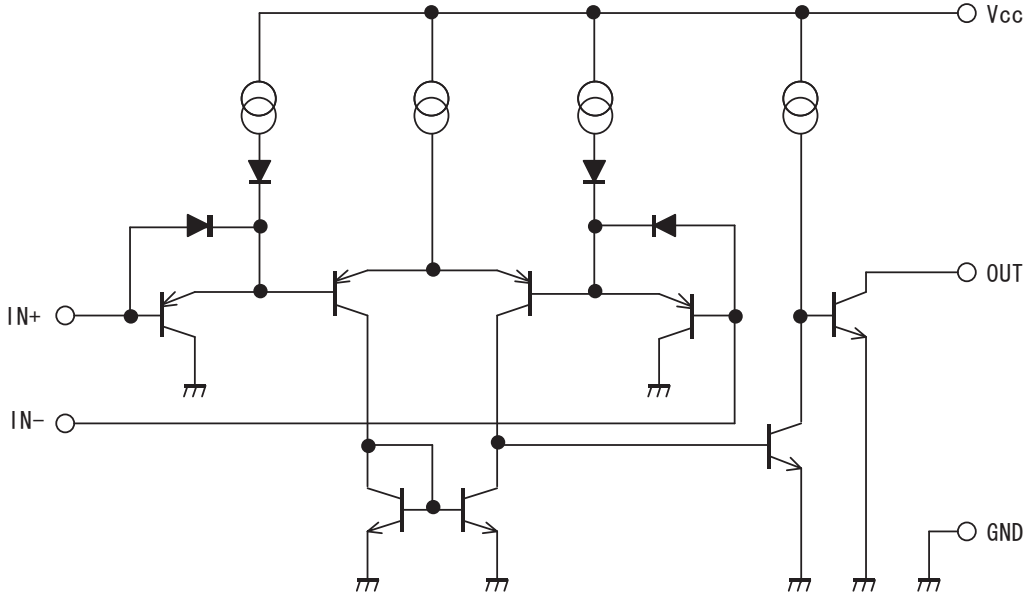 Vcc
OUT
IN+
IN-
GND